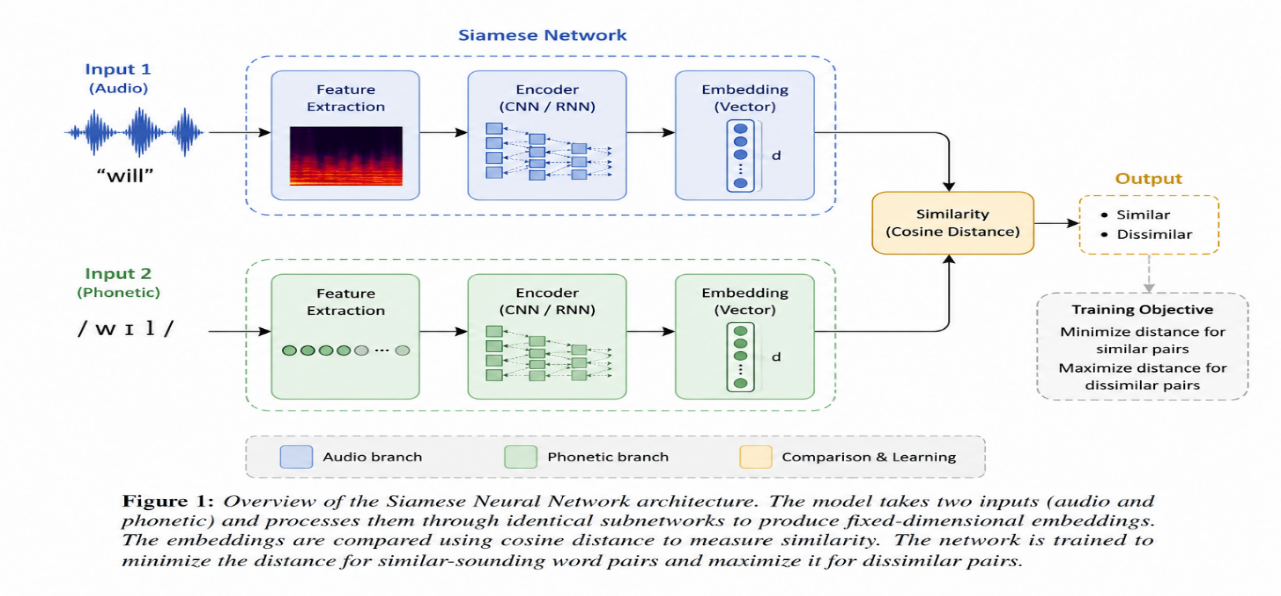 Siamese Network
Input 1
(Audio)
“will”
Feature
Extraction
Encoder
(CNN / RNN)
Embedding
(Vector)
d
Input 2
(Phonetic)
/ w ɪ l /
Feature
Extraction
Encoder
(CNN / RNN)
Embedding
(Vector)
d
Similarity
(Cosine Distance)
Output
• Similar
• Dissimilar
Training Objective
Minimize distance for
similar pairs
Maximize distance for
dissimilar pairs
Audio branch
Phonetic branch
Comparison & Learning
Figure 1: Overview of the Siamese Neural Network architecture. The model takes two inputs (audio and
phonetic) and processes them through identical subnetworks to produce fixed-dimensional embeddings.
The embeddings are compared using cosine distance to measure similarity. The network is trained to
minimize the distance for similar-sounding word pairs and maximize it for dissimilar pairs.